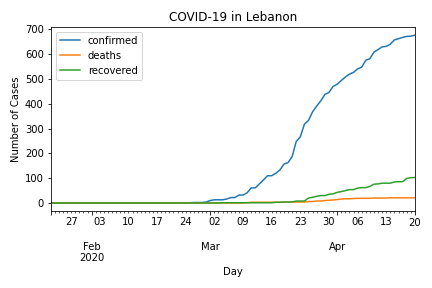 COVID-19 in Lebanon
confirmed
deaths
recovered
Number of Cases
700
600
500
400
300
200
100
0
27 03 10 17 24 02 09 16 23 30 06 13 20
Feb Mar Apr
2020
Day